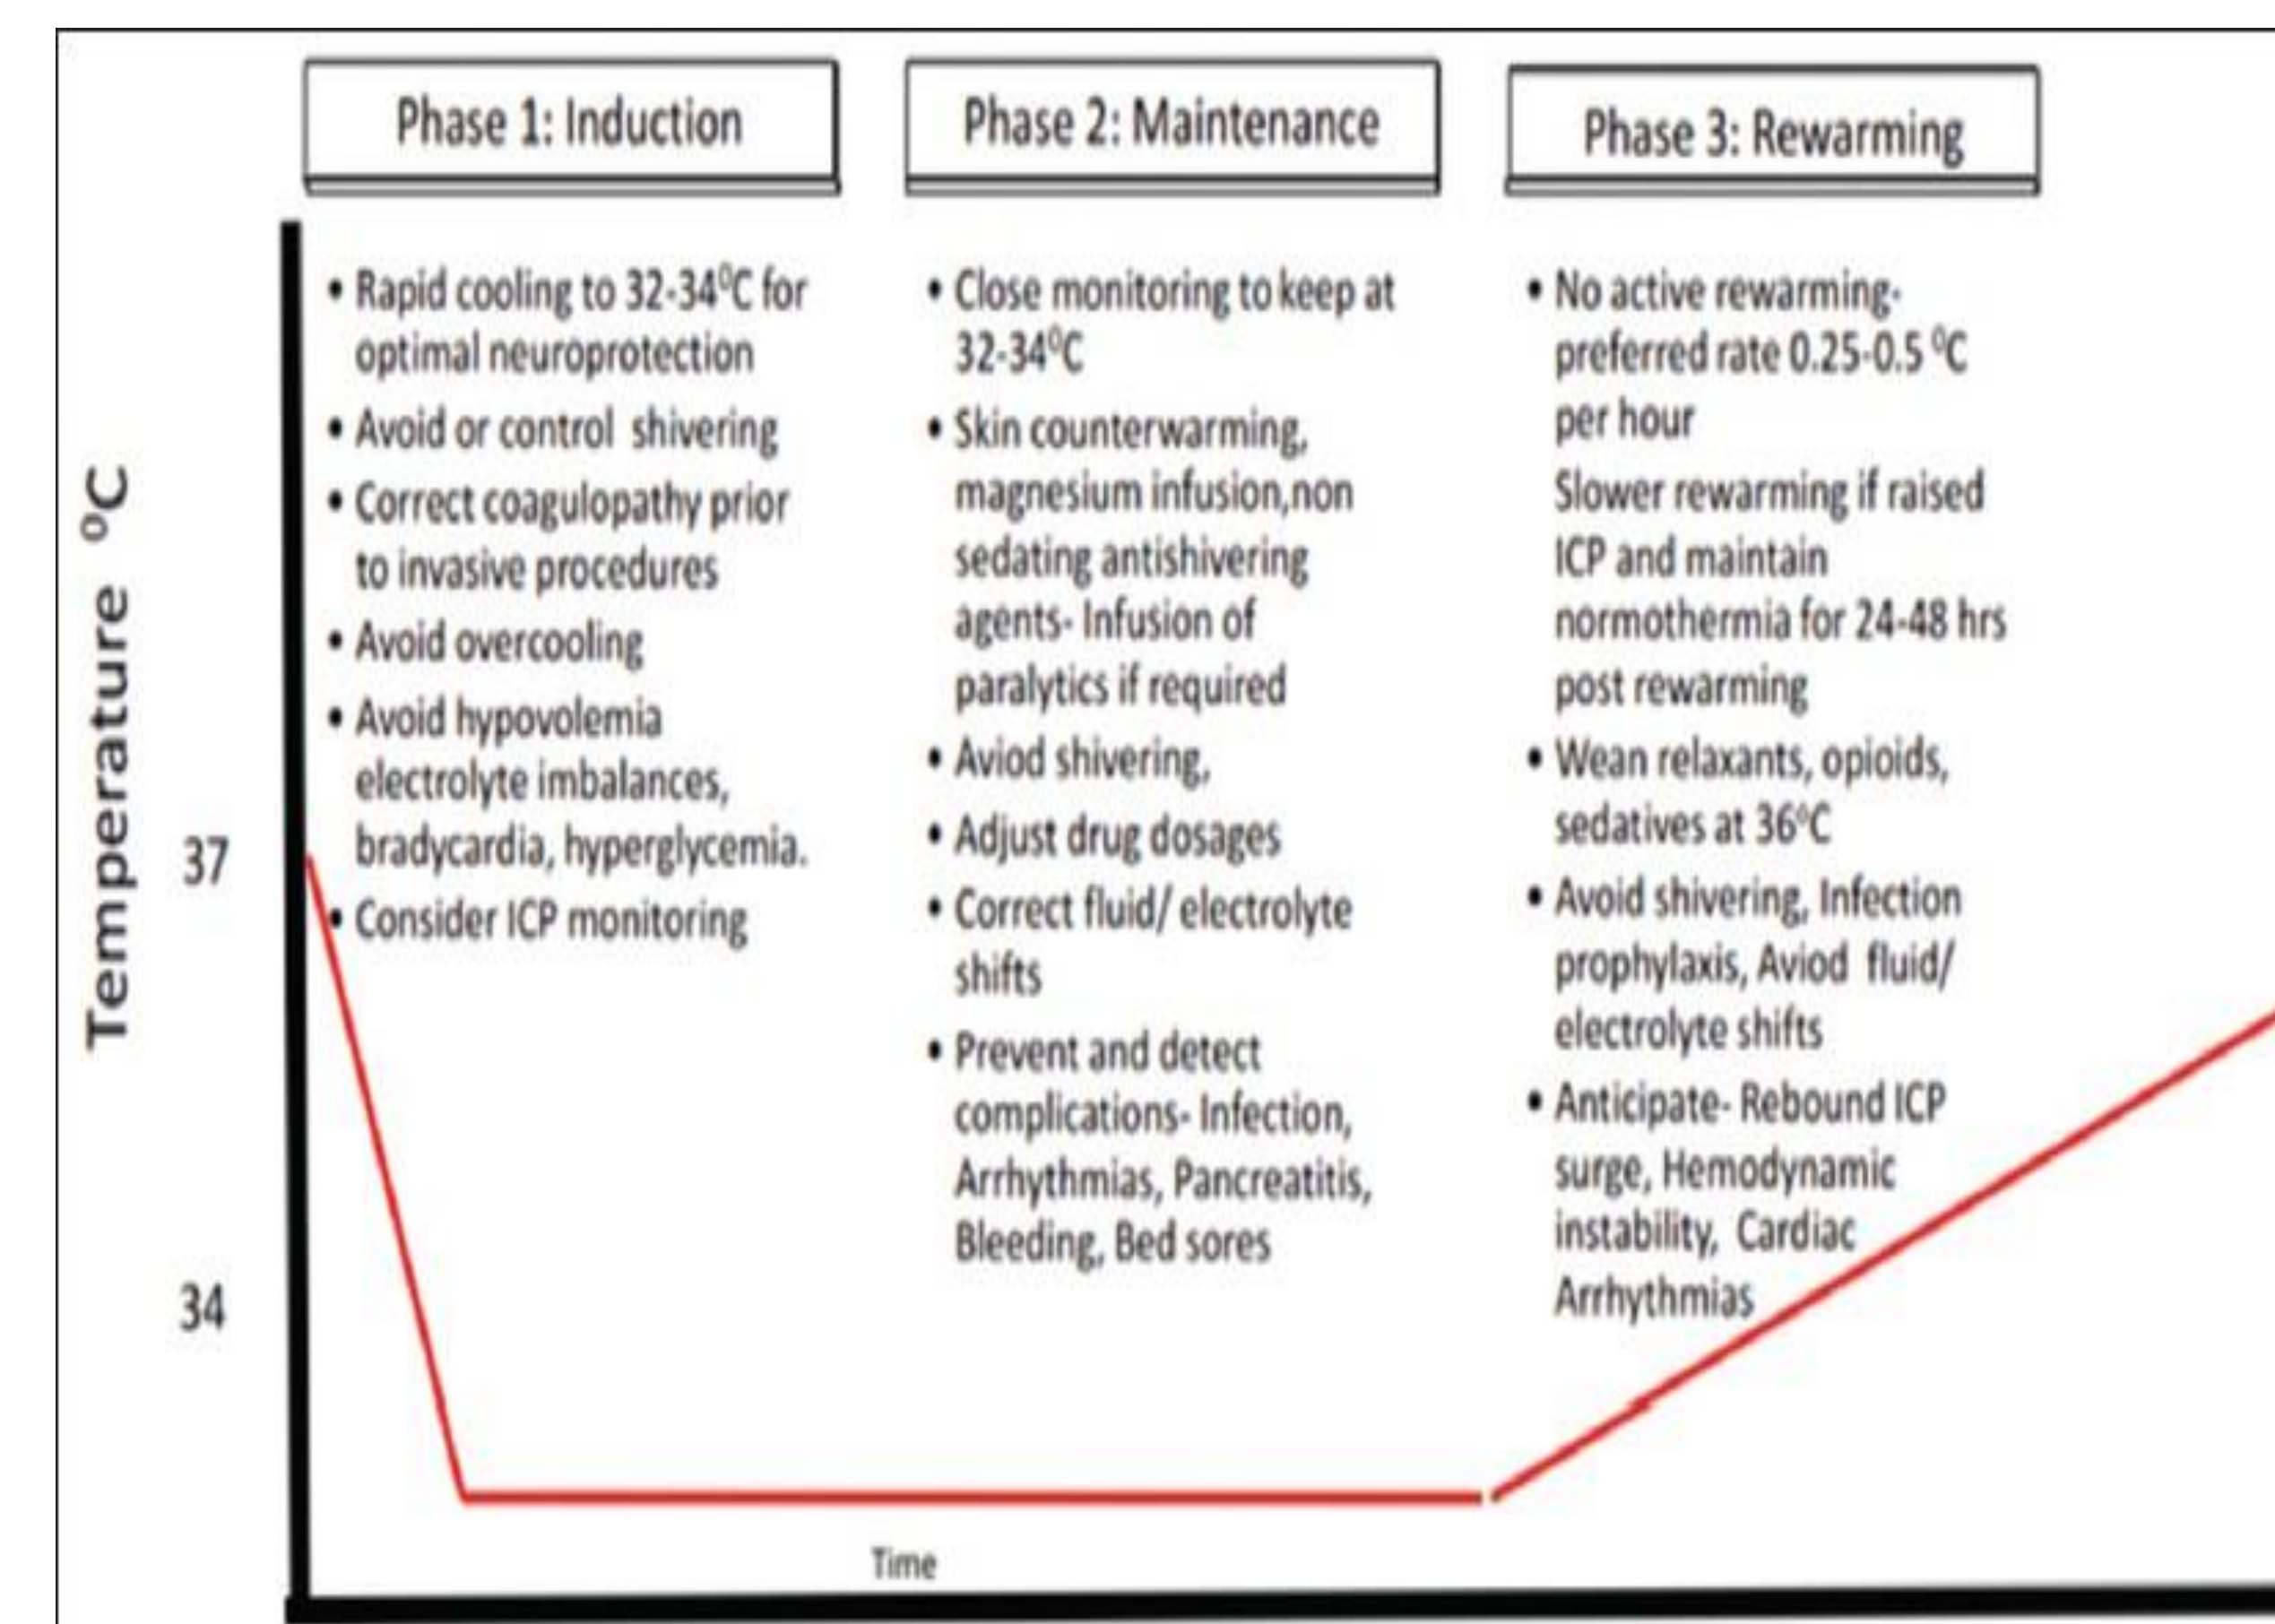 Phase 1: Induction
Phase 2: Maintenance
Phase 3: Rewarming
• Rapid cooling to 32-34⁰C for
optimal neuroprotection
• Avoid or control shivering
• Correct coagulopathy prior
to invasive procedures
• Avoid overcooling
• Avoid hypovolemia
electrolyte imbalances,
bradycardia, hyperglycemia.
• Consider ICP monitoring
• Close monitoring to keep at
32-34⁰C
• Skin counterwarming,
magnesium infusion,non
sedating antishivering
agents- Infusion of
paralytics if required
• Aviod shivering,
• Adjust drug dosages
• Correct fluid/ electrolyte
shifts
• Prevent and detect
complications- Infection,
Arrhythmias, Pancreatitis,
Bleeding, Bed sores
• No active rewarming-
preferred rate 0.25-0.5 ⁰C
per hour
Slower rewarming if raised
ICP and maintain
normothermia for 24-48 hrs
post rewarming
• Wean relaxants, opioids,
sedatives at 36⁰C
• Avoid shivering, Infection
prophylaxis, Aviod fluid/
electrolyte shifts
• Anticipate- Rebound ICP
surge, Hemodynamic
instability, Cardiac
Arrhythmias
Temperature ⁰C
37
34
Time